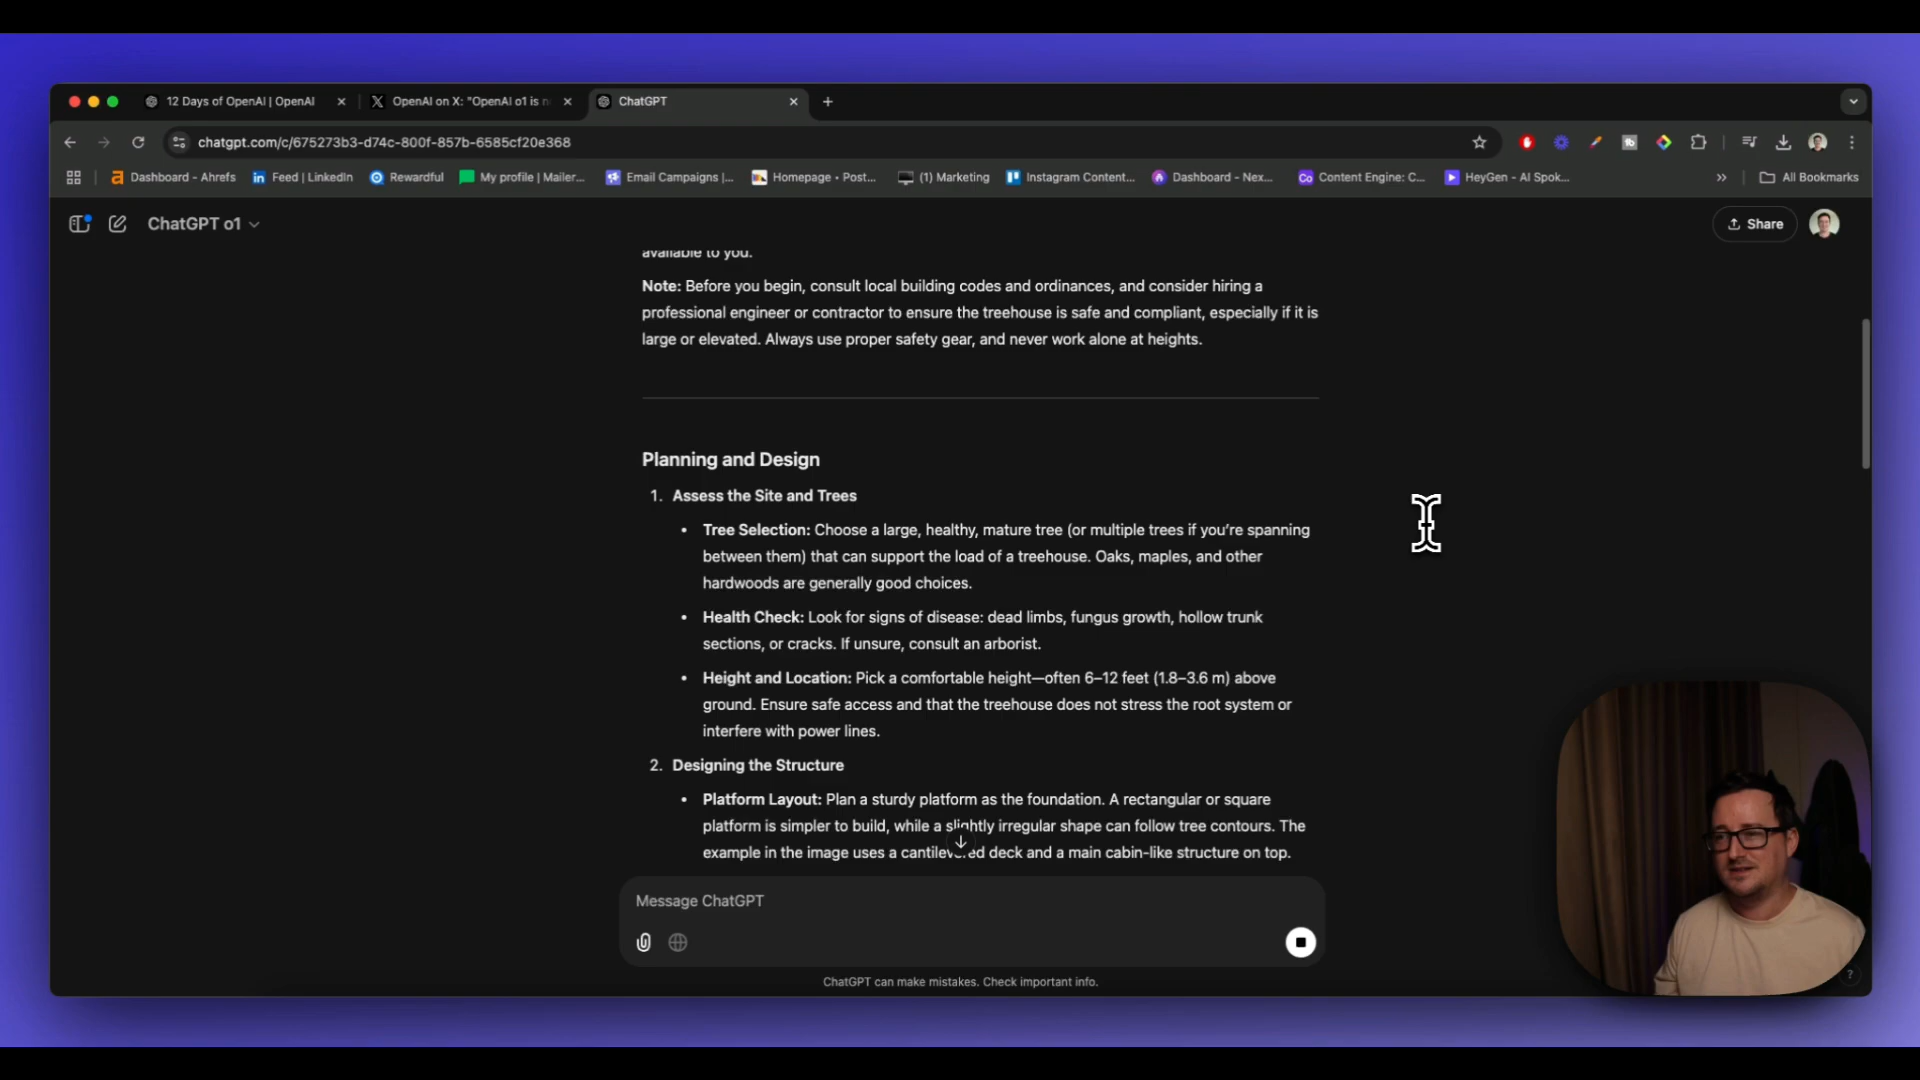 12 Days of OpenAI | OpenAI
OpenAI on X: "OpenAI o1 is n
ChatGPT
chatgpt.com/c/675273b3-d74c-800f-857b-6585cf20e368
Dashboard - Ahrefs
Feed | LinkedIn
Rewardful
My profile | Mailer...
Email Campaigns |...
Homepage • Post...
(1) Marketing
Instagram Content...
Dashboard - Nex...
Content Engine: C...
HeyGen - AI Spok...
All Bookmarks
ChatGPT o1
Share
available to you.
Note: Before you begin, consult local building codes and ordinances, and consider hiring a
professional engineer or contractor to ensure the treehouse is safe and compliant, especially if it is
large or elevated. Always use proper safety gear, and never work alone at heights.
Planning and Design
1. Assess the Site and Trees
• Tree Selection: Choose a large, healthy, mature tree (or multiple trees if you’re spanning
between them) that can support the load of a treehouse. Oaks, maples, and other
hardwoods are generally good choices.
• Health Check: Look for signs of disease: dead limbs, fungus growth, hollow trunk
sections, or cracks. If unsure, consult an arborist.
• Height and Location: Pick a comfortable height—often 6–12 feet (1.8–3.6 m) above
ground. Ensure safe access and that the treehouse does not stress the root system or
interfere with power lines.
2. Designing the Structure
• Platform Layout: Plan a sturdy platform as the foundation. A rectangular or square
platform is simpler to build, while a slightly irregular shape can follow tree contours. The
example in the image uses a cantilevered deck and a main cabin-like structure on top.
Message ChatGPT
ChatGPT can make mistakes. Check important info.
?